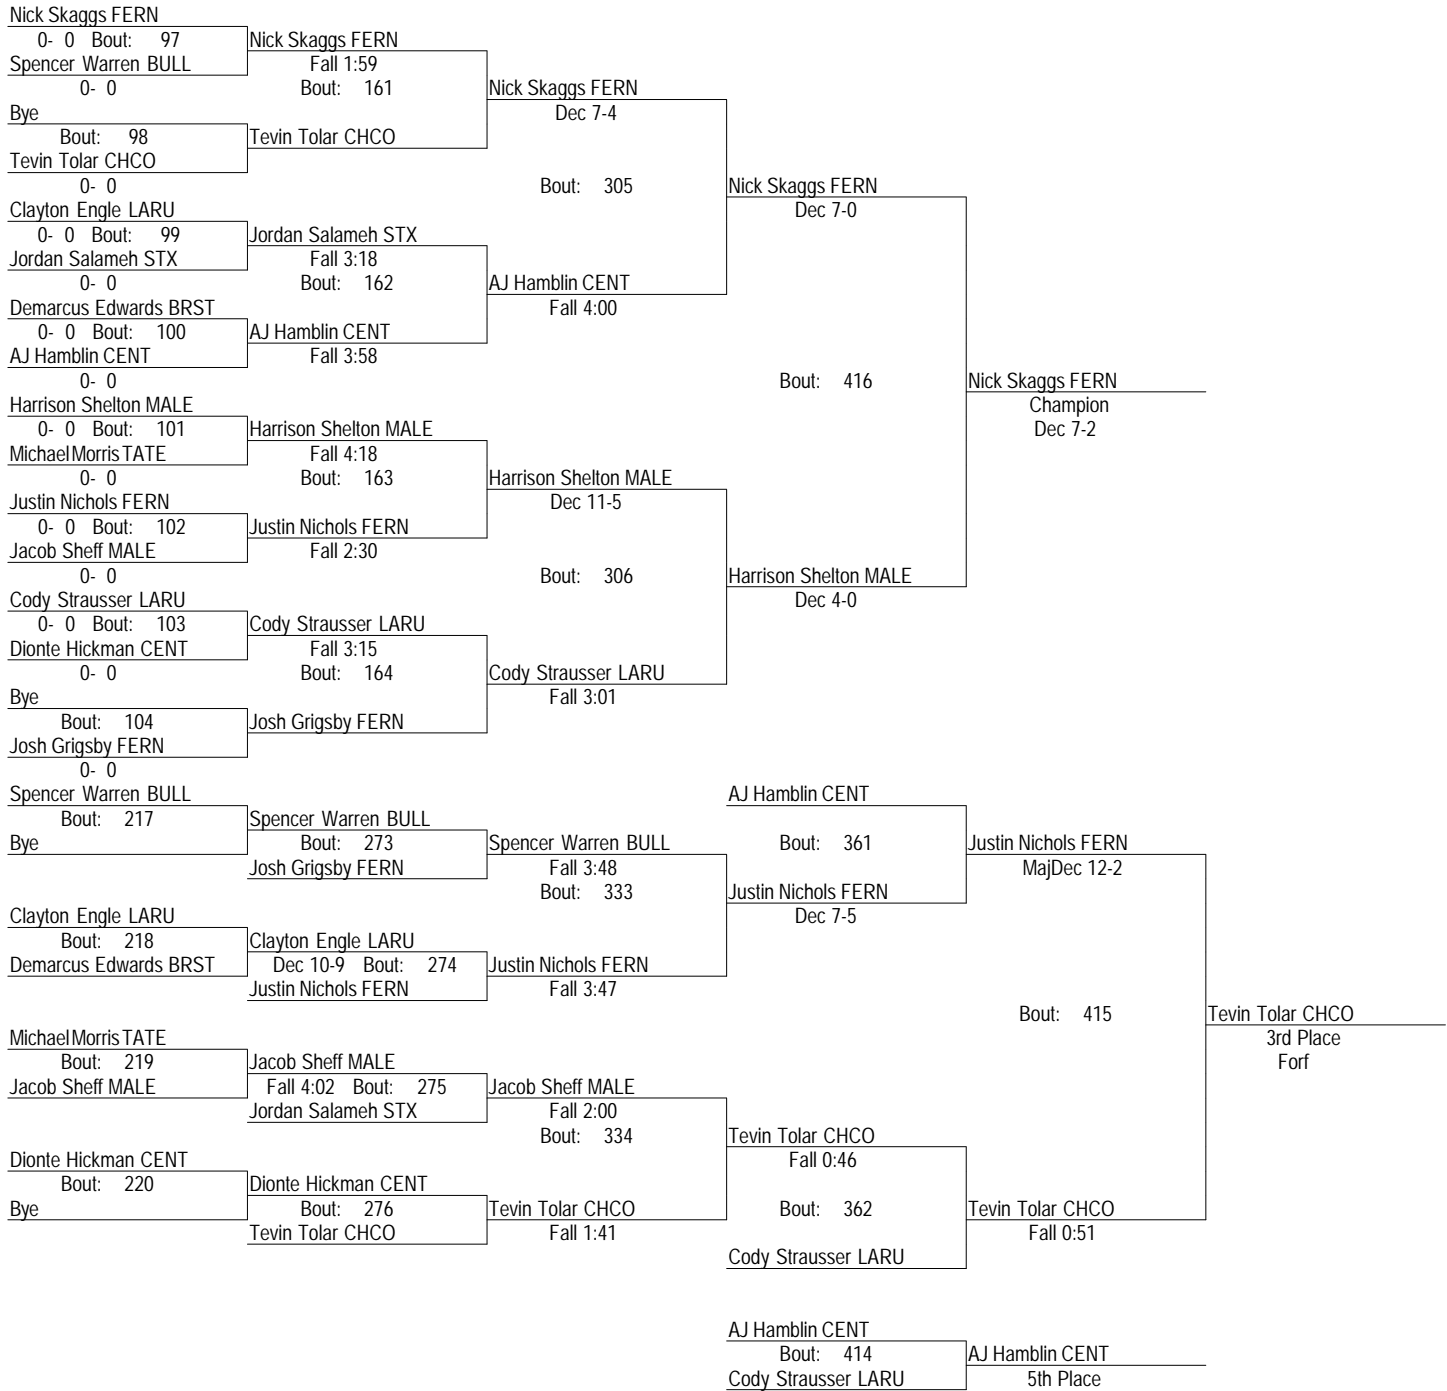 Nick Skaggs FERN
0- 0 Bout: 97 Nick Skaggs FERN
Spencer Warren BULL Fall 1:59
0- 0 Bout: 161 Nick Skaggs FERN
Bye Dec 7-4
Bout: 98 Tevin Tolar CHCO
Tevin Tolar CHCO
0- 0 Bout: 305 Nick Skaggs FERN
Clayton Engle LARU Dec 7-0
0- 0 Bout: 99 Jordan Salameh STX
Jordan Salameh STX Fall 3:18
0- 0 Bout: 162 AJ Hamblin CENT
Demarcus Edwards BRST Fall 4:00
0- 0 Bout: 100 AJ Hamblin CENT
AJ Hamblin CENT Fall 3:58
0- 0 Bout: 416 Nick Skaggs FERN
Harrison Shelton MALE Champion
0- 0 Bout: 101 Harrison Shelton MALE Dec 7-2
Michael Morris TATE Fall 4:18
0- 0 Bout: 163 Harrison Shelton MALE
Justin Nichols FERN Dec 11-5
0- 0 Bout: 102 Justin Nichols FERN
Jacob Sheff MALE Fall 2:30
0- 0 Bout: 306 Harrison Shelton MALE
Cody Strausser LARU Dec 4-0
0- 0 Bout: 103 Cody Strausser LARU
Dionte Hickman CENT Fall 3:15
0- 0 Bout: 164 Cody Strausser LARU
Bye Fall 3:01
Bout: 104 Josh Grigsby FERN
Josh Grigsby FERN
0- 0
Spencer Warren BULL AJ Hamblin CENT
Bout: 217 Spencer Warren BULL
Bye Bout: 273 Spencer Warren BULL Bout: 361 Justin Nichols FERN
Josh Grigsby FERN Fall 3:48 MajDec 12-2
Bout: 333 Justin Nichols FERN
Clayton Engle LARU Dec 7-5
Bout: 218 Clayton Engle LARU
Demarcus Edwards BRST Dec 10-9 Bout: 274 Justin Nichols FERN
Justin Nichols FERN Fall 3:47
Bout: 415 Tevin Tolar CHCO
Michael Morris TATE 3rd Place
Bout: 219 Jacob Sheff MALE Forf
Jacob Sheff MALE Fall 4:02 Bout: 275 Jacob Sheff MALE
Jordan Salameh STX Fall 2:00
Bout: 334 Tevin Tolar CHCO
Dionte Hickman CENT Fall 0:46
Bout: 220 Dionte Hickman CENT
Bye Bout: 276 Tevin Tolar CHCO Bout: 362 Tevin Tolar CHCO
Tevin Tolar CHCO Fall 1:41 Fall 0:51
Cody Strausser LARU
AJ Hamblin CENT
Bout: 414 AJ Hamblin CENT
Cody Strausser LARU 5th Place